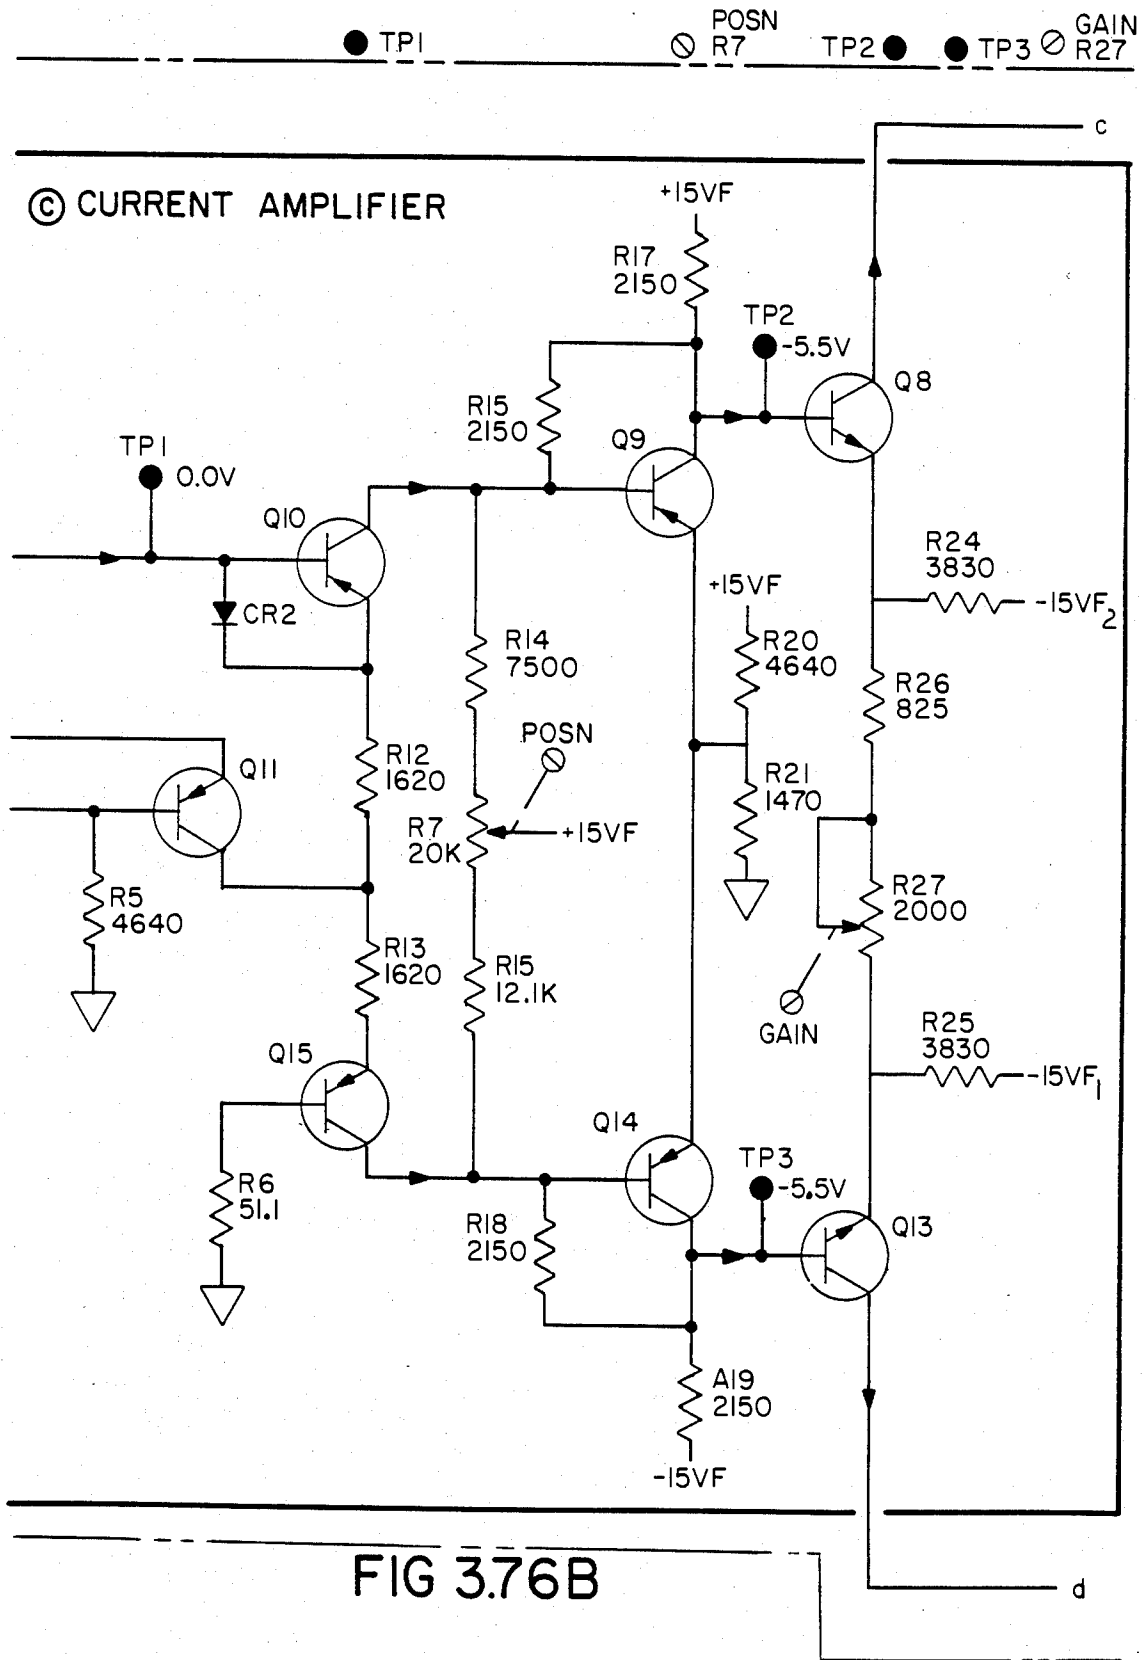 TP1
POSN
R7
TP2
TP3
GAIN
R27
c
Ⓒ CURRENT AMPLIFIER
+15VF
R17
2150
TP2
-5.5V
Q8
R15
2150
Q9
TP1
0.0V
Q10
R24
3830
-15VF2
+15VF
CR2
R14
7500
R20
4640
R26
825
POSN
Q11
R12
1620
R21
1470
R7
20K
+15VF
R5
4640
R27
2000
R13
1620
R15
12.1K
GAIN
R25
3830
-15VF1
Q15
Q14
TP3
-5.5V
R6
51.1
R18
2150
Q13
A19
2150
-15VF
FIG 3.76B
d